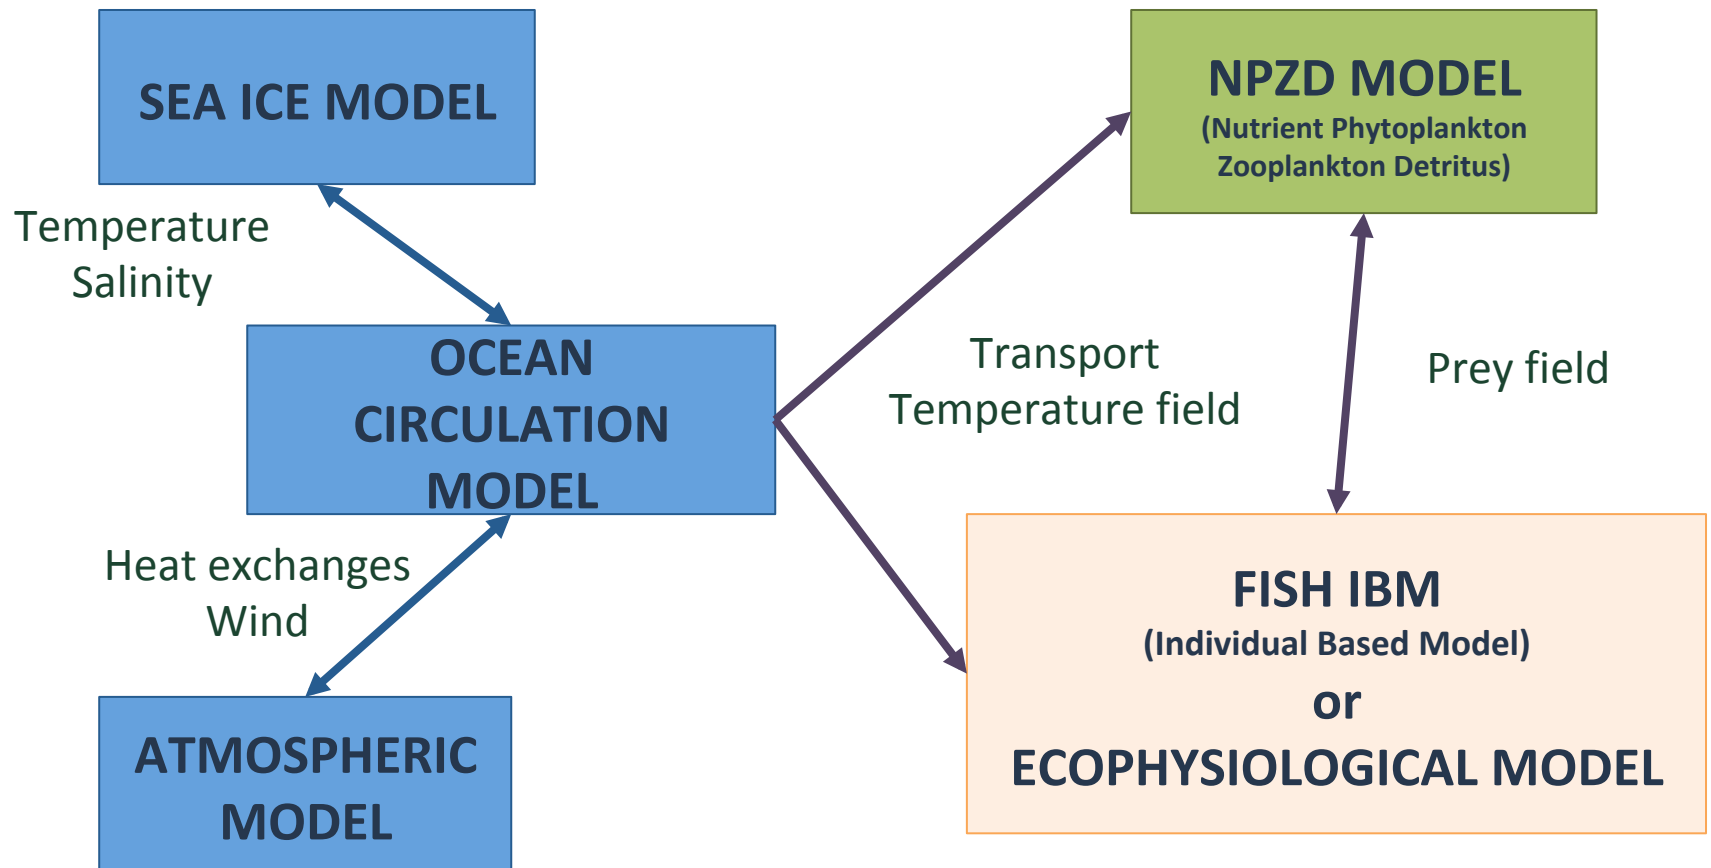 SEA ICE MODEL
NPZD MODEL
(Nutrient Phytoplankton
Zooplankton Detritus)
Temperature
Salinity
OCEAN
CIRCULATION
MODEL
Transport
Temperature field
Prey field
Heat exchanges
Wind
FISH IBM
(Individual Based Model)
or
ECOPHYSIOLOGICAL MODEL
ATMOSPHERIC
MODEL